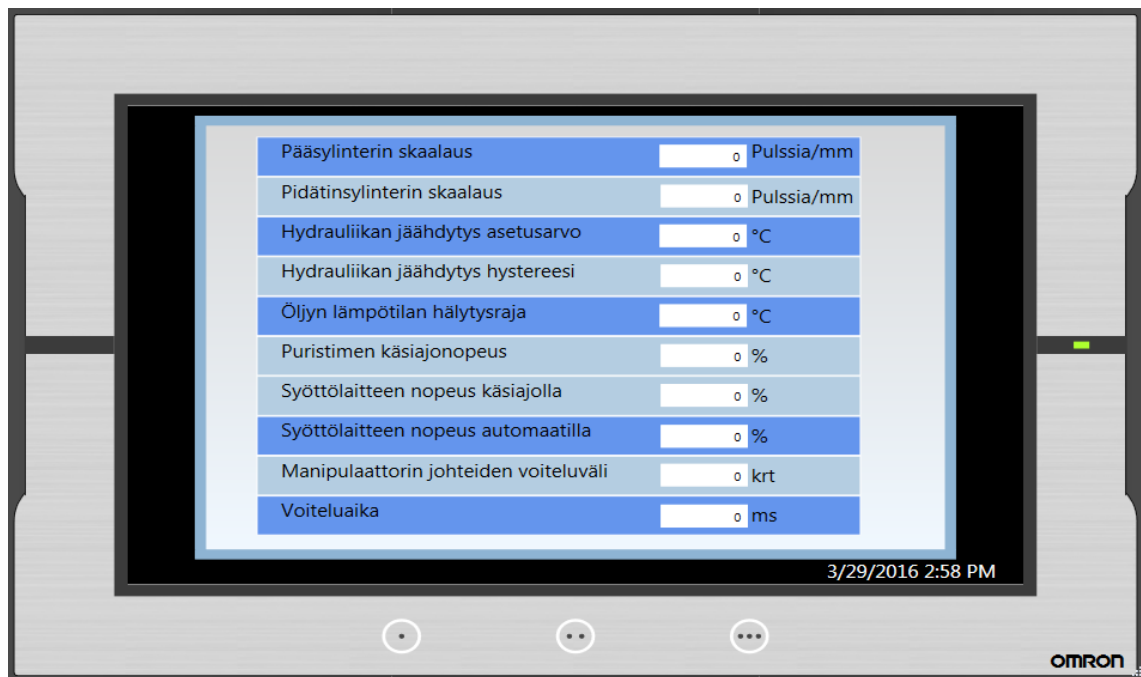 Pääsylinterin skaalaus 0 Pulssia/mm
Pidätinsylinterin skaalaus 0 Pulssia/mm
Hydrauliikan jäähdytys asetusarvo 0 °C
Hydrauliikan jäähdytys hystereesi 0 °C
Öljyn lämpötilan hälytysraja 0 °C
Puristimen käsiajonopeus 0 %
Syöttölaitteen nopeus käsiajolla 0 %
Syöttölaitteen nopeus automaatilla 0 %
Manipulaattorin johteiden voiteluväli 0 krt
Voiteluaika 0 ms
3/29/2016 2:58 PM
OMRON